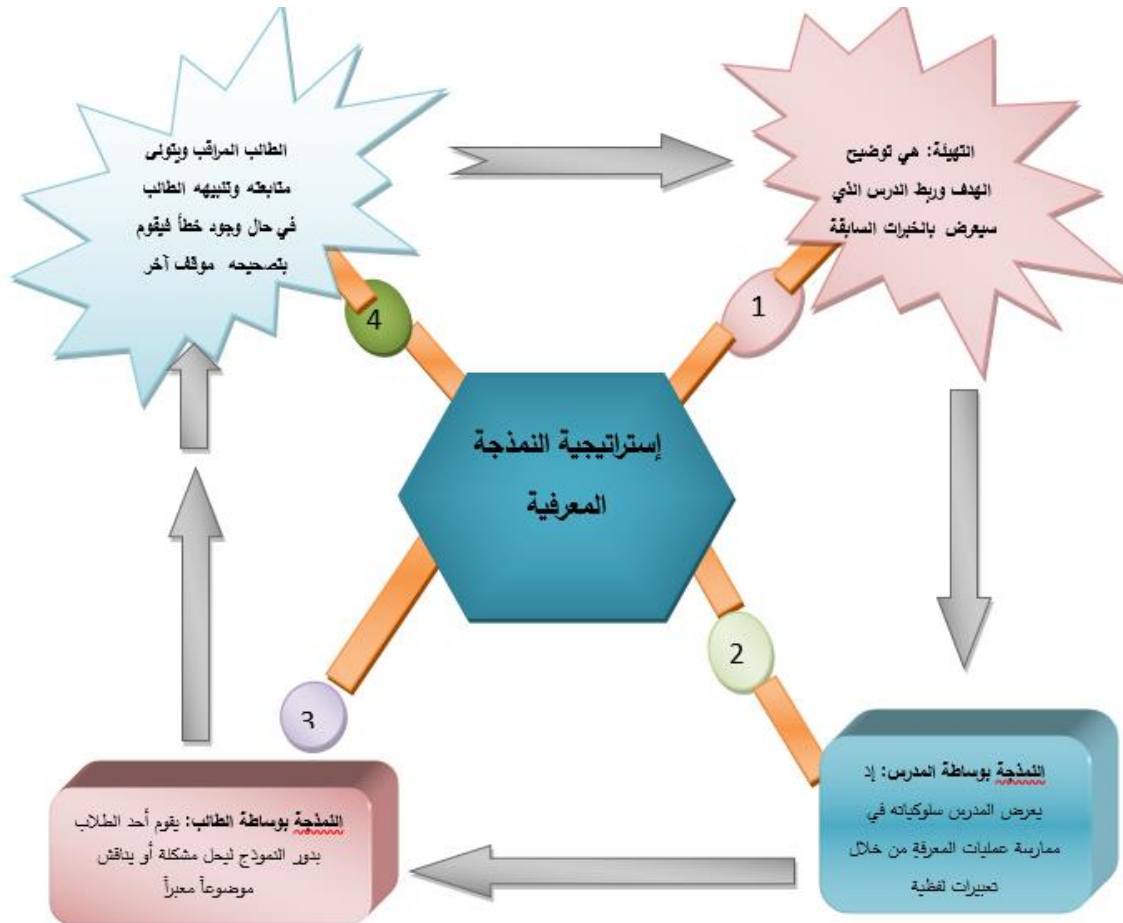 التهيئة: هي توضيح
الهدف وربط الدرس الذي
سيعرض بالخبرات السابقة
1
الطالب المراقب ويتولى
متابعته وتنبيهه الطالب
في حال وجود خطأ فيقوم
بتصحيحه موقف آخر
4
إستراتيجية النمذجة
المعرفية
2
3
النمذجة بوساطة المدرس: إذ
يعرض المدرس سلوكياته في
ممارسة عمليات المعرفة من خلال
تعبيرات لفظية
النمذجة بوساطة الطالب: يقوم أحد الطلاب
بدور النموذج ليحل مشكلة أو يناقش
موضوعاً معبراً